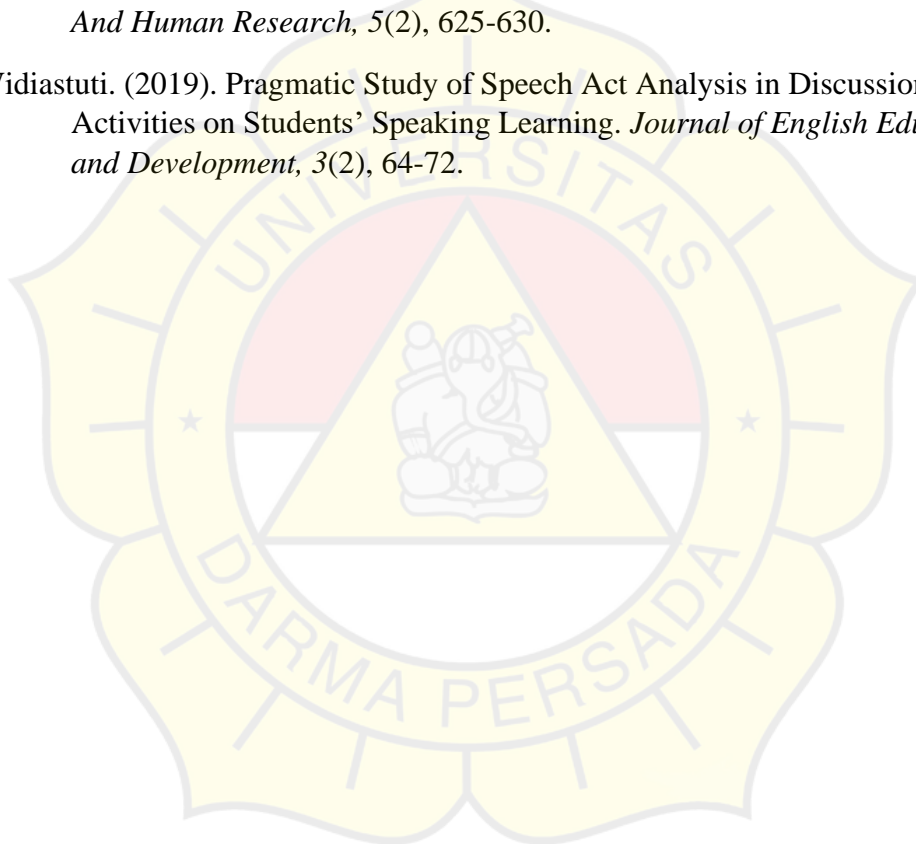 And Human Research, 5(2), 625-630.
idiastuti. (2019). Pragmatic Study of Speech Act Analysis in Discussion
Activities on Students’ Speaking Learning. Journal of English Edu
and Development, 3(2), 64-72.
UNIVERSITAS
DARMA PERSADA